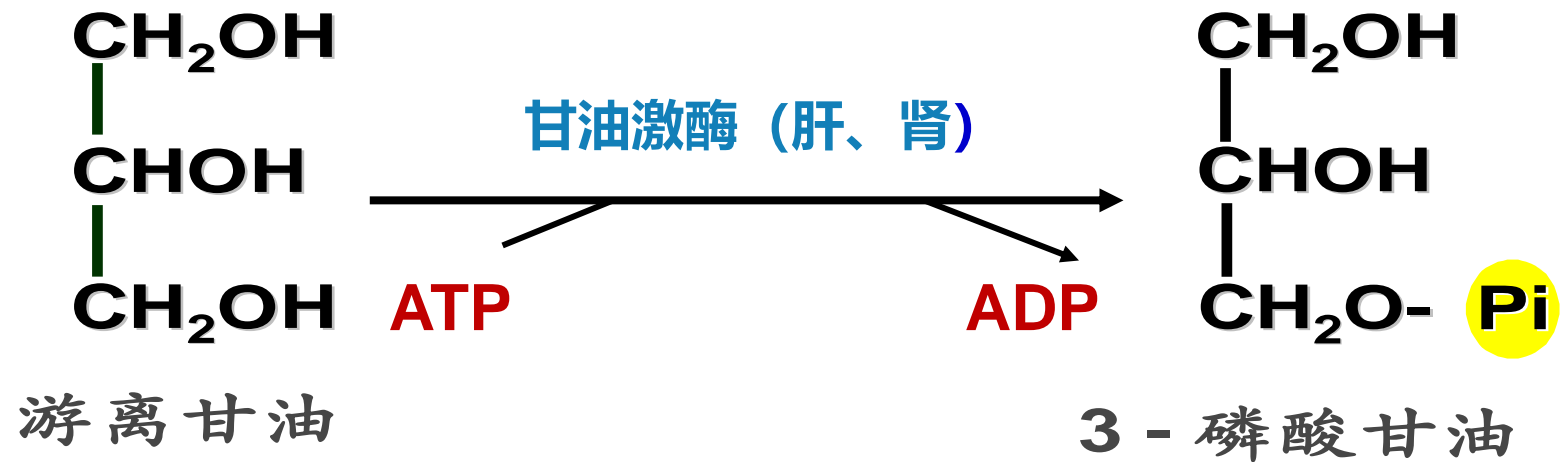 CH₂OH
CHOH
CH₂OH
甘油激酶（肝、肾）
ATP
ADP
CH₂OH
CHOH
CH₂O- Pi
游离甘油
3 - 磷酸甘油